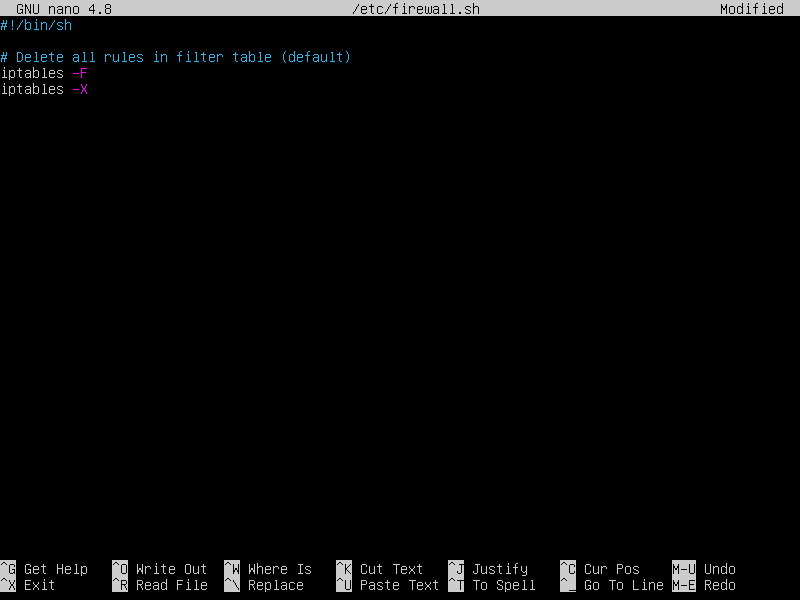 GNU nano 4.8 /etc/firewall.sh Modified
#!/bin/sh
# Delete all rules in filter table (default)
iptables -F
iptables -X
^G Get Help ^O Write Out ^W Where Is ^K Cut Text ^J Justify ^C Cur Pos M-U Undo
^X Exit ^R Read File ^\ Replace ^U Paste Text ^T To Spell ^_ Go To Line M-E Redo